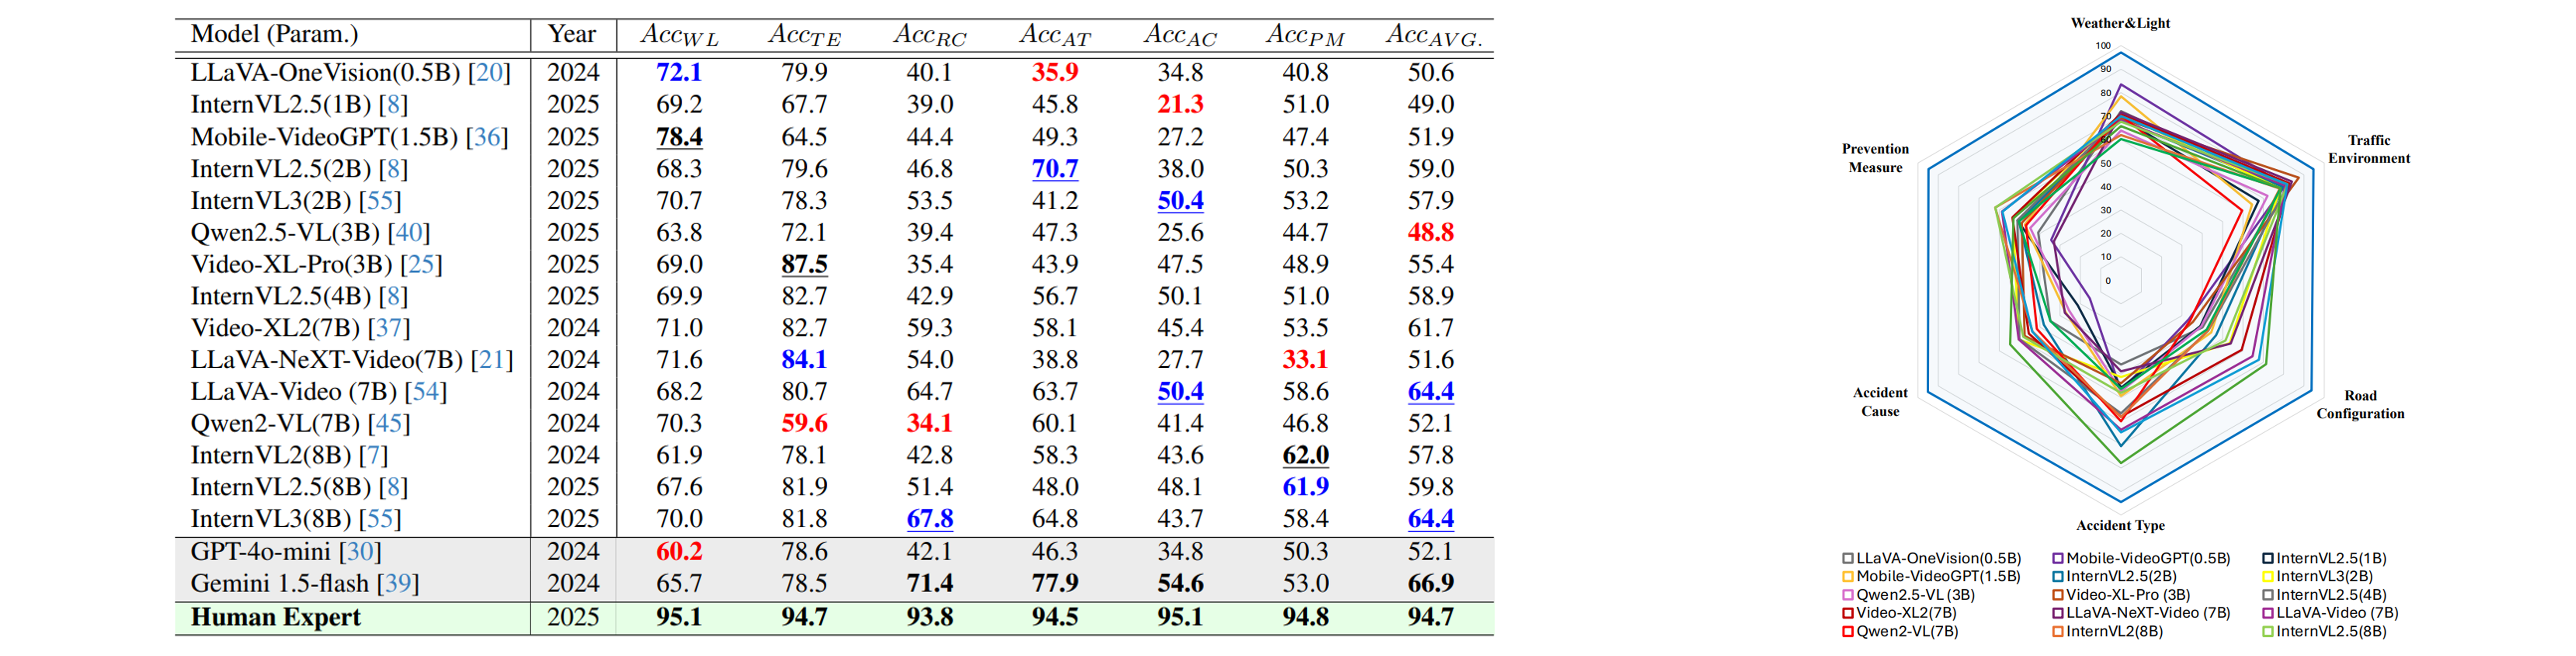 Model (Param.) Year Acc_WL Acc_TE Acc_RC Acc_AT Acc_AC Acc_PM Acc_AVG.
LLaVA-OneVision(0.5B) [20] 2024 72.1 79.9 40.1 35.9 34.8 40.8 50.6
InternVL2.5(1B) [8] 2025 69.2 67.7 39.0 45.8 21.3 51.0 49.0
Mobile-VideoGPT(1.5B) [36] 2025 78.4 64.5 44.4 49.3 27.2 47.4 51.9
InternVL2.5(2B) [8] 2025 68.3 79.6 46.8 70.7 38.0 50.3 59.0
InternVL3(2B) [55] 2025 70.7 78.3 53.5 41.2 50.4 53.2 57.9
Qwen2.5-VL(3B) [40] 2025 63.8 72.1 39.4 47.3 25.6 44.7 48.8
Video-XL-Pro(3B) [25] 2025 69.0 87.5 35.4 43.9 47.5 48.9 55.4
InternVL2.5(4B) [8] 2025 69.9 82.7 42.9 56.7 50.1 51.0 58.9
Video-XL2(7B) [37] 2024 71.0 82.7 59.3 58.1 45.4 53.5 61.7
LLaVA-NeXT-Video(7B) [21] 2024 71.6 84.1 54.0 38.8 27.7 33.1 51.6
LLaVA-Video (7B) [54] 2024 68.2 80.7 64.7 63.7 50.4 58.6 64.4
Qwen2-VL(7B) [45] 2024 70.3 59.6 34.1 60.1 41.4 46.8 52.1
InternVL2(8B) [7] 2024 61.9 78.1 42.8 58.3 43.6 62.0 57.8
InternVL2.5(8B) [8] 2025 67.6 81.9 51.4 48.0 48.1 61.9 59.8
InternVL3(8B) [55] 2025 70.0 81.8 67.8 64.8 43.7 58.4 64.4
GPT-4o-mini [30] 2024 60.2 78.6 42.1 46.3 34.8 50.3 52.1
Gemini 1.5-flash [39] 2024 65.7 78.5 71.4 77.9 54.6 53.0 66.9
Human Expert 2025 95.1 94.7 93.8 94.5 95.1 94.8 94.7
Weather&Light
100
90
80
70
60
50
40
30
20
10
0
Traffic
Environment
Prevention
Measure
Accident
Cause
Road
Configuration
Accident Type
LLaVA-OneVision(0.5B) Mobile-VideoGPT(0.5B) InternVL2.5(1B)
Mobile-VideoGPT(1.5B) InternVL2.5(2B) InternVL3(2B)
Qwen2.5-VL (3B) Video-XL-Pro (3B) InternVL2.5(4B)
Video-XL2(7B) LLaVA-NeXT-Video (7B) LLaVA-Video (7B)
Qwen2-VL(7B) InternVL2(8B) InternVL2.5(8B)